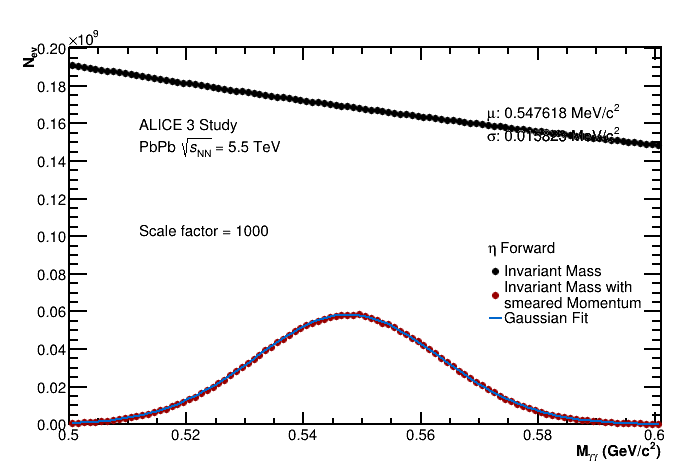 ×10⁹
N_ev
0.20
0.18
0.16
0.14
0.12
0.10
0.08
0.06
0.04
0.02
0.00
μ: 0.547618 MeV/c²
ALICE 3 Study
σ: MeV/c²
PbPb √s_NN = 5.5 TeV
Scale factor = 1000
η Forward
Invariant Mass
Invariant Mass with
smeared Momentum
Gaussian Fit
0.5 0.52 0.54 0.56 0.58 0.6
M_γγ (GeV/c²)